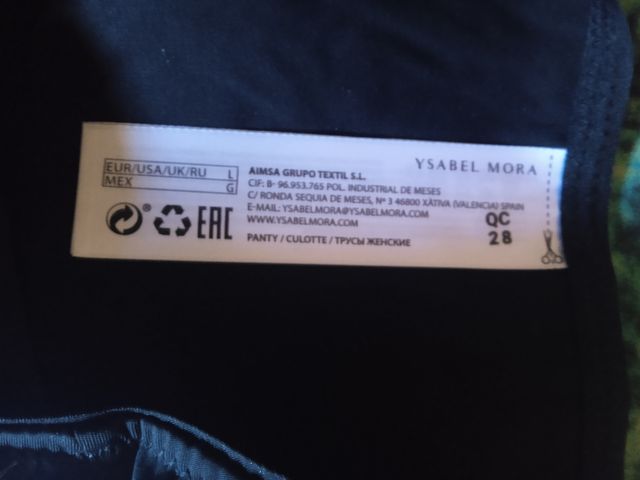 EUR/USA/UK/RU L
MEX G
® EAC
AIMSA GRUPO TEXTIL S.L.
CIF: B- 96.953.765 POL. INDUSTRIAL DE MESES
C/ RONDA SEQUIA DE MESES, Nº 3 46800 XÀTIVA (VALENCIA) SPAIN
E-MAIL: YSABELMORA@YSABELMORA.COM
WWW.YSABELMORA.COM
PANTY / CULOTTE / ТРУСЫ ЖЕНСКИЕ
YSABEL MORA
QC
28